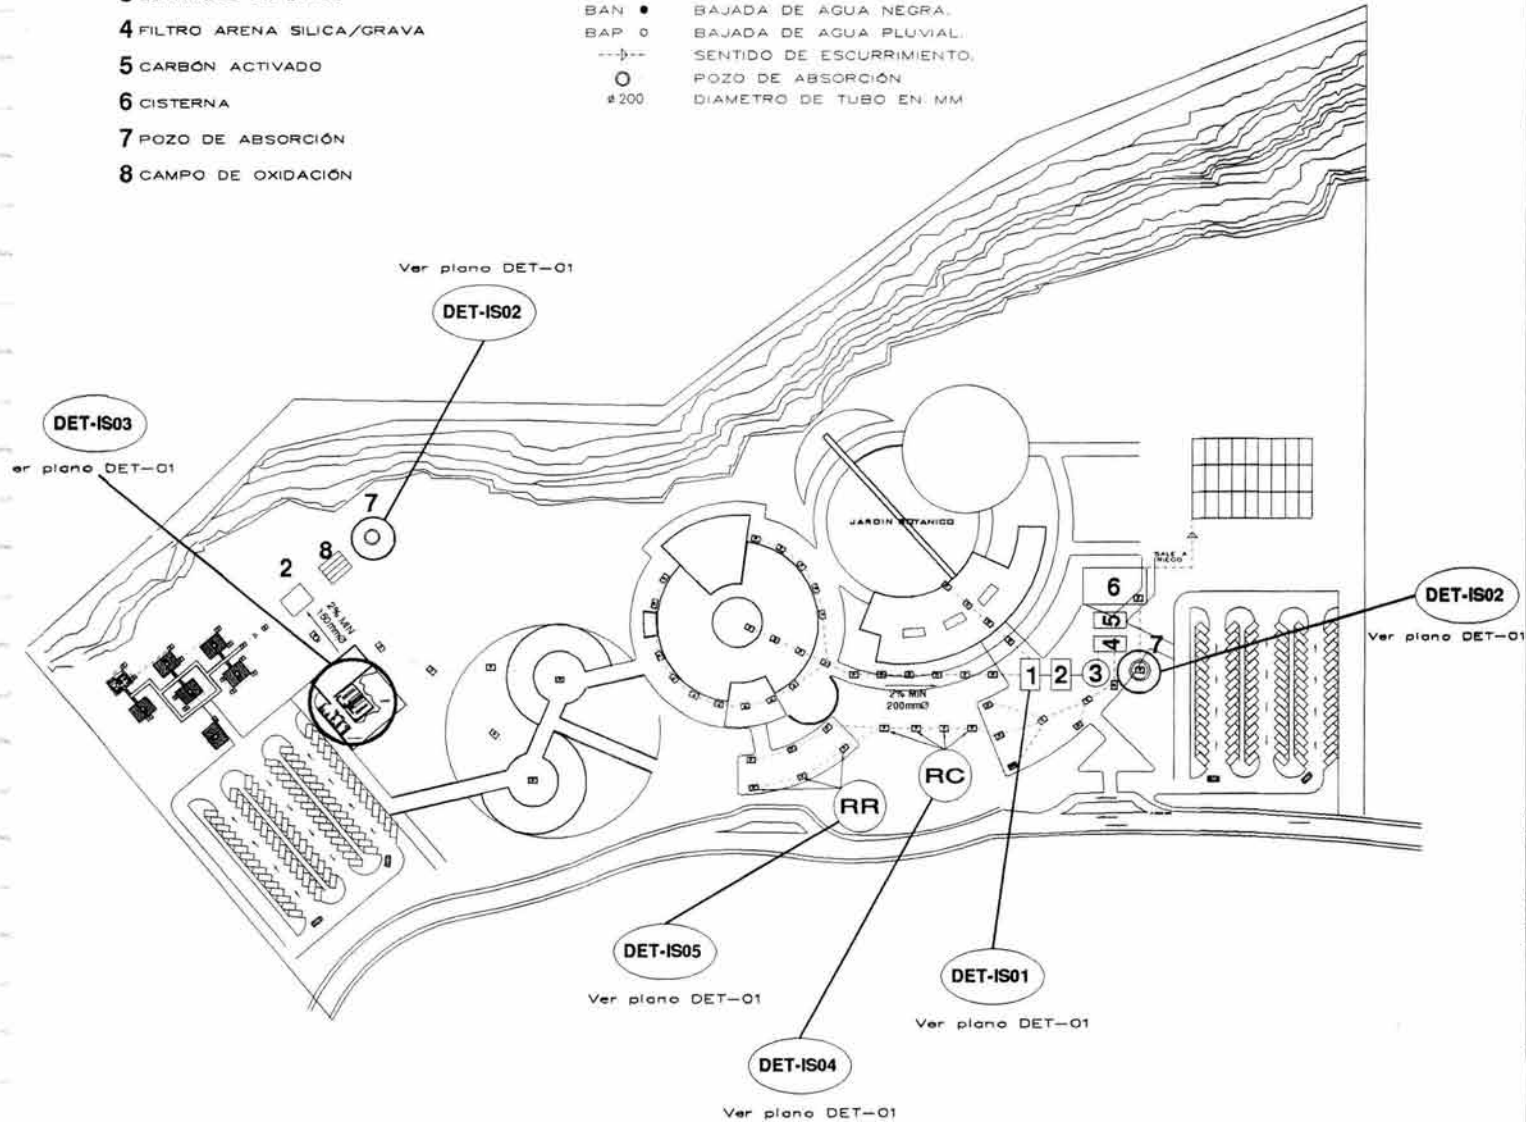 BAN ● BAJADA DE AGUA NEGRA.
4 FILTRO ARENA SILICA/GRAVA
BAP ○ BAJADA DE AGUA PLUVIAL.
SENTIDO DE ESCURRIMIENTO.
5 CARBÓN ACTIVADO
POZO DE ABSORCIÓN
6 CISTERNA
ø200 DIAMETRO DE TUBO EN MM
7 POZO DE ABSORCIÓN
8 CAMPO DE OXIDACIÓN
Ver plano DET-01
DET-IS02
DET-IS03
er plano DET-01
7
8
2
2% MIN
150mmØ
JARDIN BOTANICO
SALE A
RIEGO
6
5
4
7
DET-IS02
Ver plano DET-01
1
2
3
2% MIN
200mmØ
RC
RR
DET-IS05
Ver plano DET-01
DET-IS01
Ver plano DET-01
DET-IS04
Ver plano DET-01